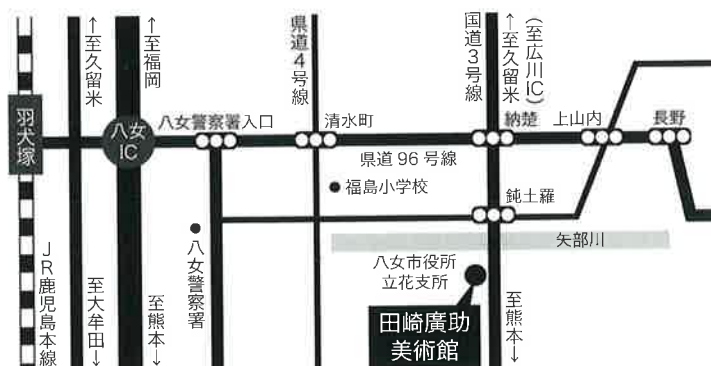 ↑至久留米
↑至福岡
県道4号線
国道3号線
↑至久留米
(至広川IC)
羽犬塚
八女
IC
八女警察署入口
清水町
納楚
上山内
長野
県道96号線
福島小学校
鈍土羅
矢部川
八女警察署
八女市役所
立花支所
田崎廣助
美術館
JR鹿児島本線
至大牟田↓
至熊本↓
至熊本↓